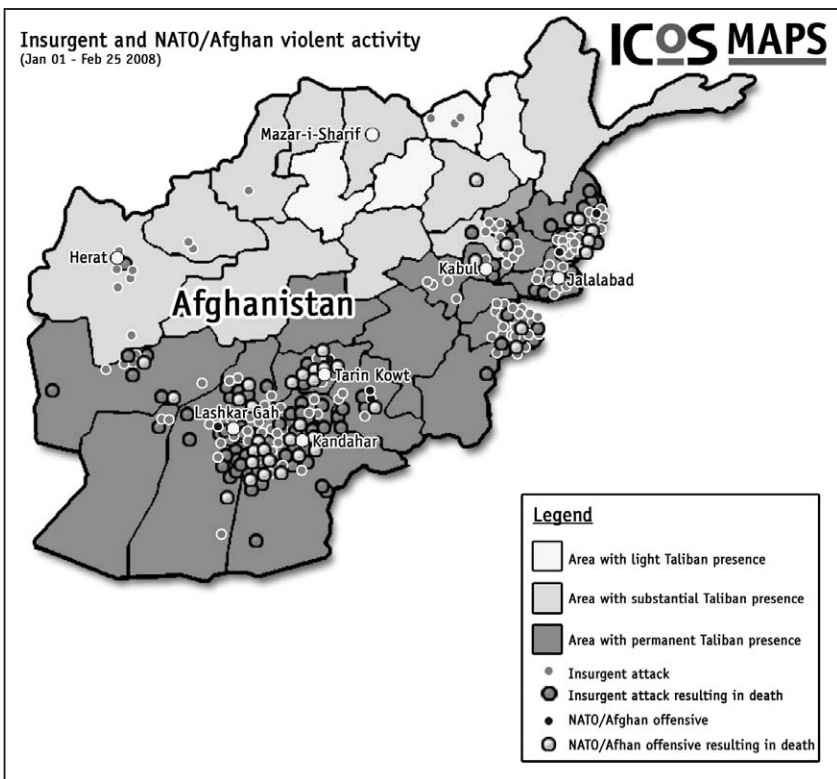 Insurgent and NATO/Afghan violent activity
(Jan 01 - Feb 25 2008)
ICOS MAPS
Mazar-i-Sharif
Herat
Kabul
Jalalabad
Afghanistan
Tarin Kowt
Lashkar Gah
Kandahar
Legend
Area with light Taliban presence
Area with substantial Taliban presence
Area with permanent Taliban presence
Insurgent attack
Insurgent attack resulting in death
NATO/Afghan offensive
NATO/Afhan offensive resulting in death